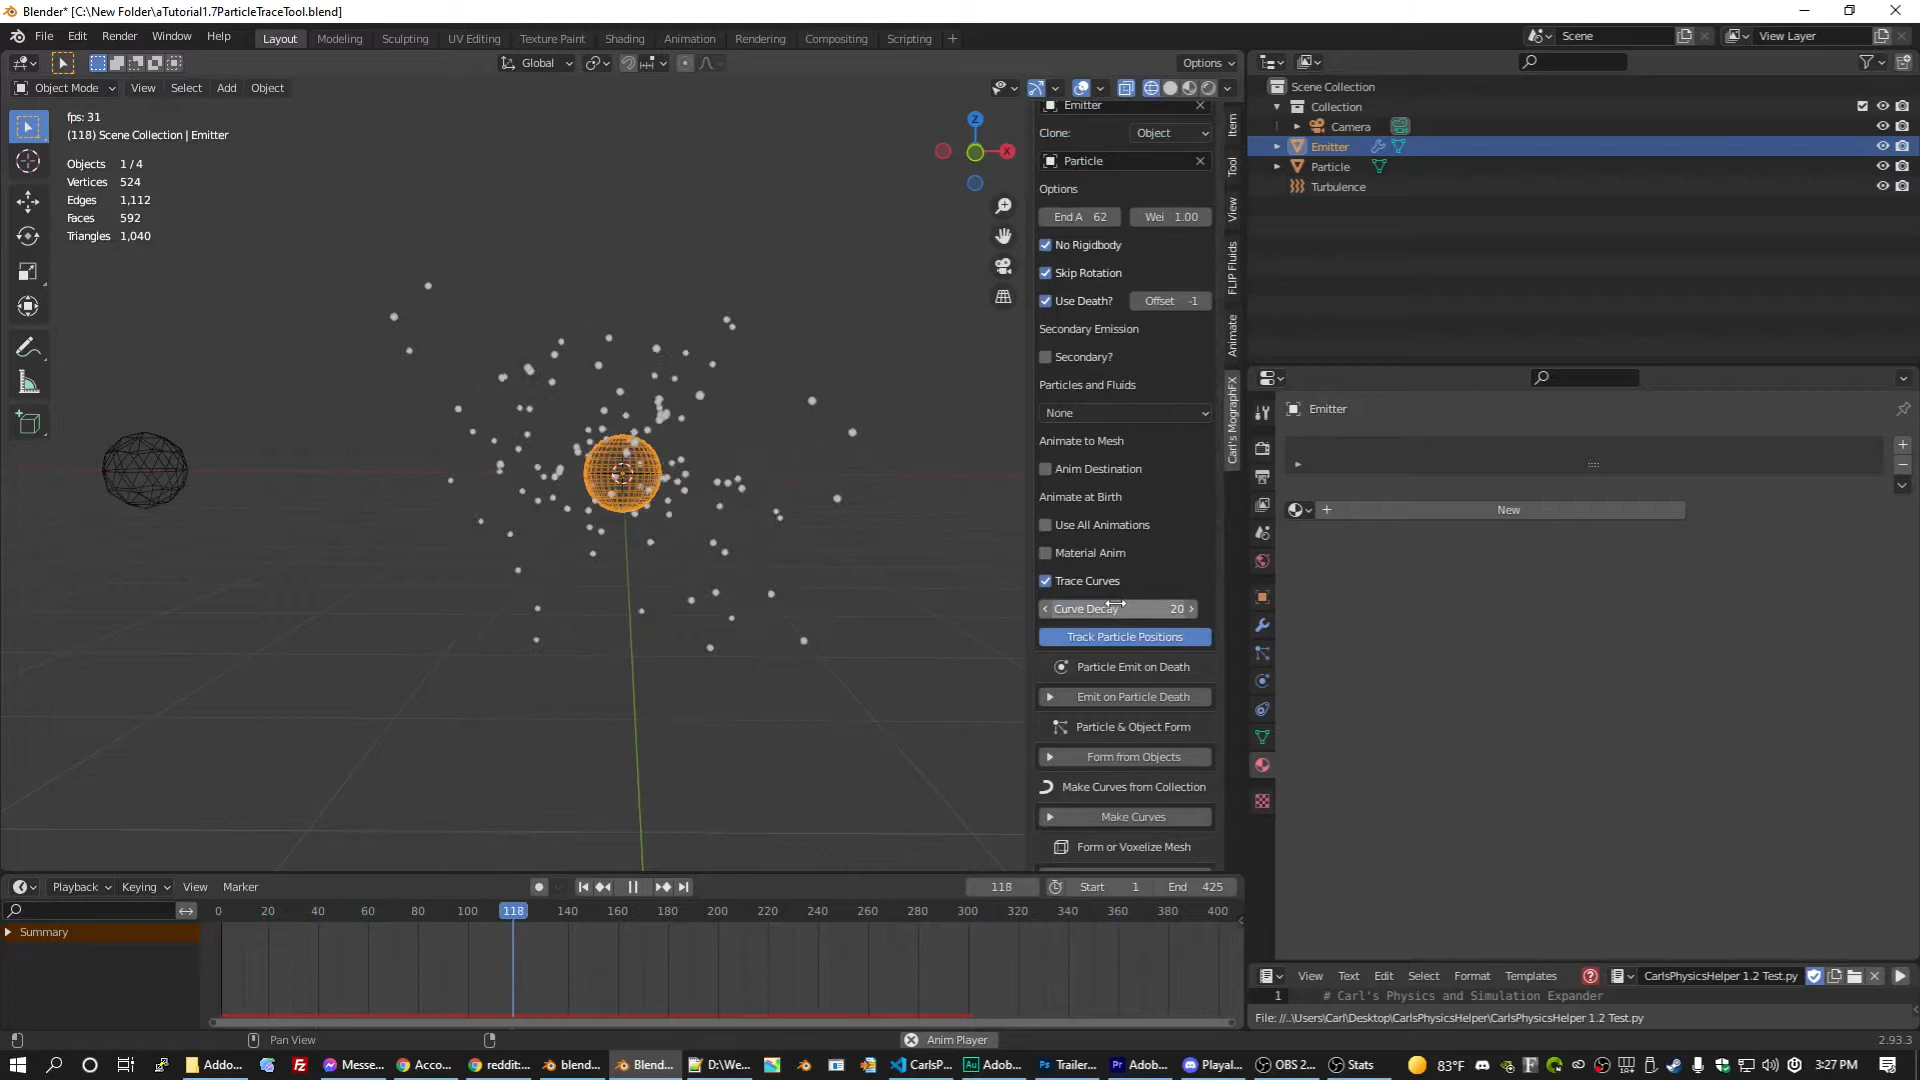 Blender* [C:\New Folder\aTutorial1.7ParticleTraceTool.blend]
File Edit Render Window Help
Layout Modeling Sculpting UV Editing Texture Paint Shading Animation Rendering Compositing Scripting
Scene
View Layer
Global
Options
Object Mode View Select Add Object
fps: 31
(118) Scene Collection | Emitter
Objects 1 / 4
Vertices 524
Edges 1,112
Faces 592
Triangles 1,040
Z
X
Emitter
Clone: Object
Particle
Options
End A 62 Wei 1.00
No Rigidbody
Skip Rotation
Use Death? Offset -1
Secondary Emission
Secondary?
Particles and Fluids
None
Animate to Mesh
Anim Destination
Animate at Birth
Use All Animations
Material Anim
Trace Curves
Curve Decay 20
Track Particle Positions
Particle Emit on Death
Emit on Particle Death
Particle & Object Form
Form from Objects
Make Curves from Collection
Make Curves
Form or Voxelize Mesh
Item
Tool
View
FLIP Fluids
Animate
Carl's MographFX
Scene Collection
Collection
Camera
Emitter
Particle
Turbulence
Emitter
New
Playback Keying View Marker
118 Start 1 End 425
0 20 40 60 80 100 118 140 160 180 200 220 240 260 280 300 320 340 360 380 400
Summary
View Text Edit Select Format Templates CarlsPhysicsHelper 1.2 Test.py
1 # Carl's Physics and Simulation Expander
File: //..\Users\Carl\Desktop\CarlsPhysicsHelper\CarlsPhysicsHelper 1.2 Test.py
Pan View
Anim Player
2.93.3
Addo... Messe... Acco... reddit:... blend... Blend... D:\We... CarlsP... Adob... Trailer... Adob... Playal... OBS 2... Stats
83°F
3:27 PM